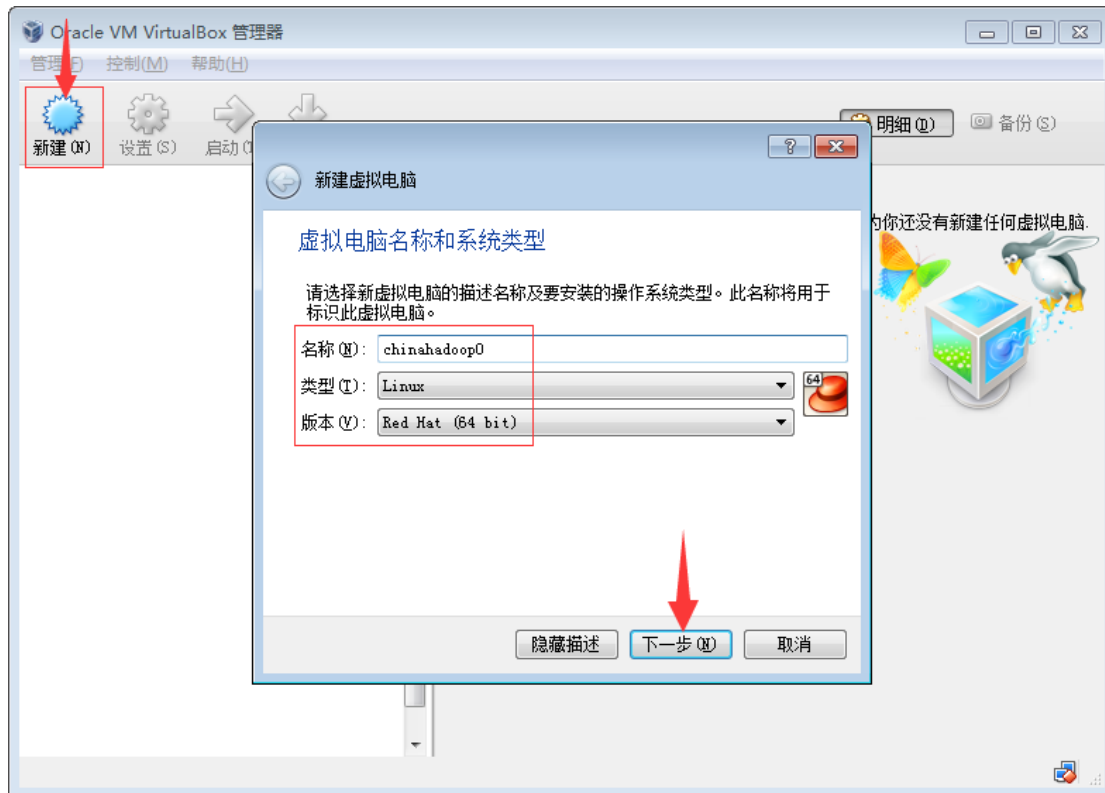 Oracle VM VirtualBox 管理器
管理(F) 控制(M) 帮助(H)
新建(N) 设置(S) 启动(T 明细(D) 备份(S)
新建虚拟电脑
虚拟电脑名称和系统类型
为你还没有新建任何虚拟电脑.
请选择新虚拟电脑的描述名称及要安装的操作系统类型。此名称将用于
标识此虚拟电脑。
名称(N): chinahadoop0
类型(T): Linux
64
版本(V): Red Hat (64 bit)
隐藏描述 下一步(N) 取消